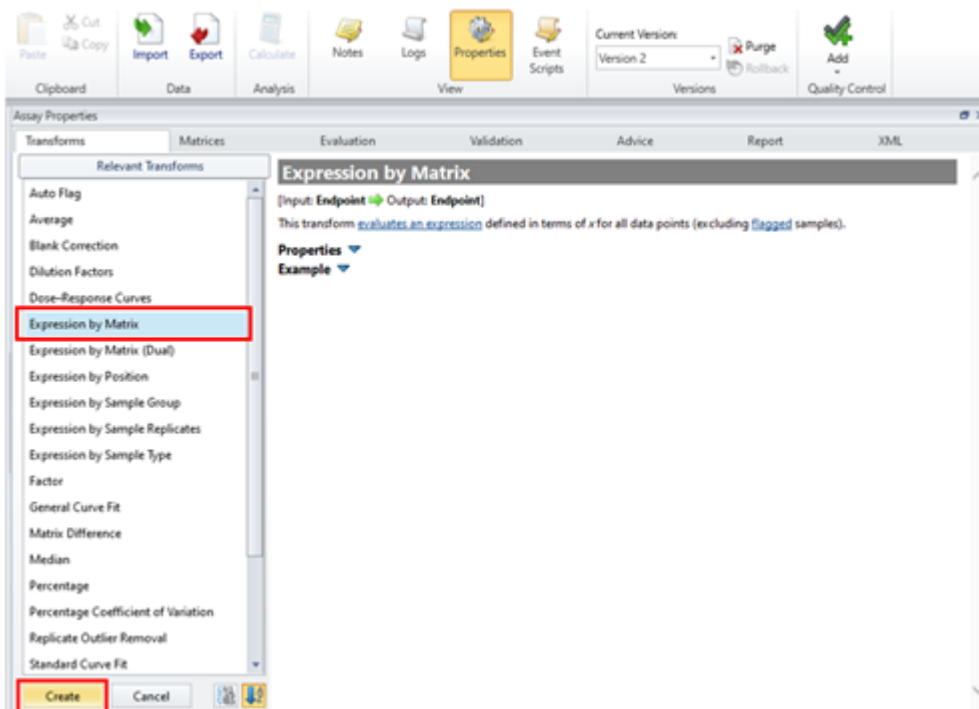 Cut
Copy
Paste
Import
Export
Calculate
Notes
Logs
Properties
Event
Scripts
Current Version:
Version 2
Purge
Rollback
Add
Clipboard
Data
Analysis
View
Versions
Quality Control
Assay Properties
Transforms
Matrices
Evaluation
Validation
Advice
Report
XML
Relevant Transforms
Auto Flag
Average
Blank Correction
Dilution Factors
Dose-Response Curves
Expression by Matrix
Expression by Matrix (Dual)
Expression by Position
Expression by Sample Group
Expression by Sample Replicates
Expression by Sample Type
Factor
General Curve Fit
Matrix Difference
Median
Percentage
Percentage Coefficient of Variation
Replicate Outlier Removal
Standard Curve Fit
Create
Cancel
Expression by Matrix
[Input: Endpoint Output: Endpoint]
This transform evaluates an expression defined in terms of x for all data points (excluding flagged samples).
Properties
Example